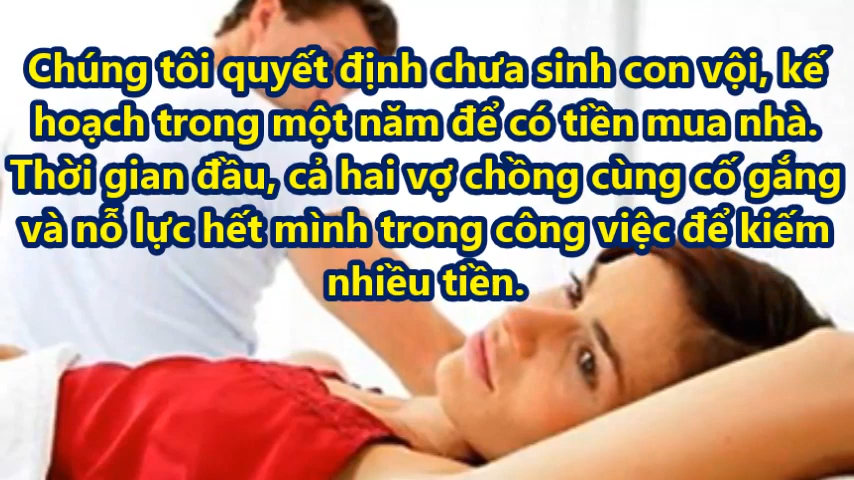 Chúng tôi quyết định chưa sinh con vội, kế
hoạch trong một năm để có tiền mua nhà.
Thời gian đầu, cả hai vợ chồng cùng cố gắng
và nỗ lực hết mình trong công việc để kiếm
nhiều tiền.